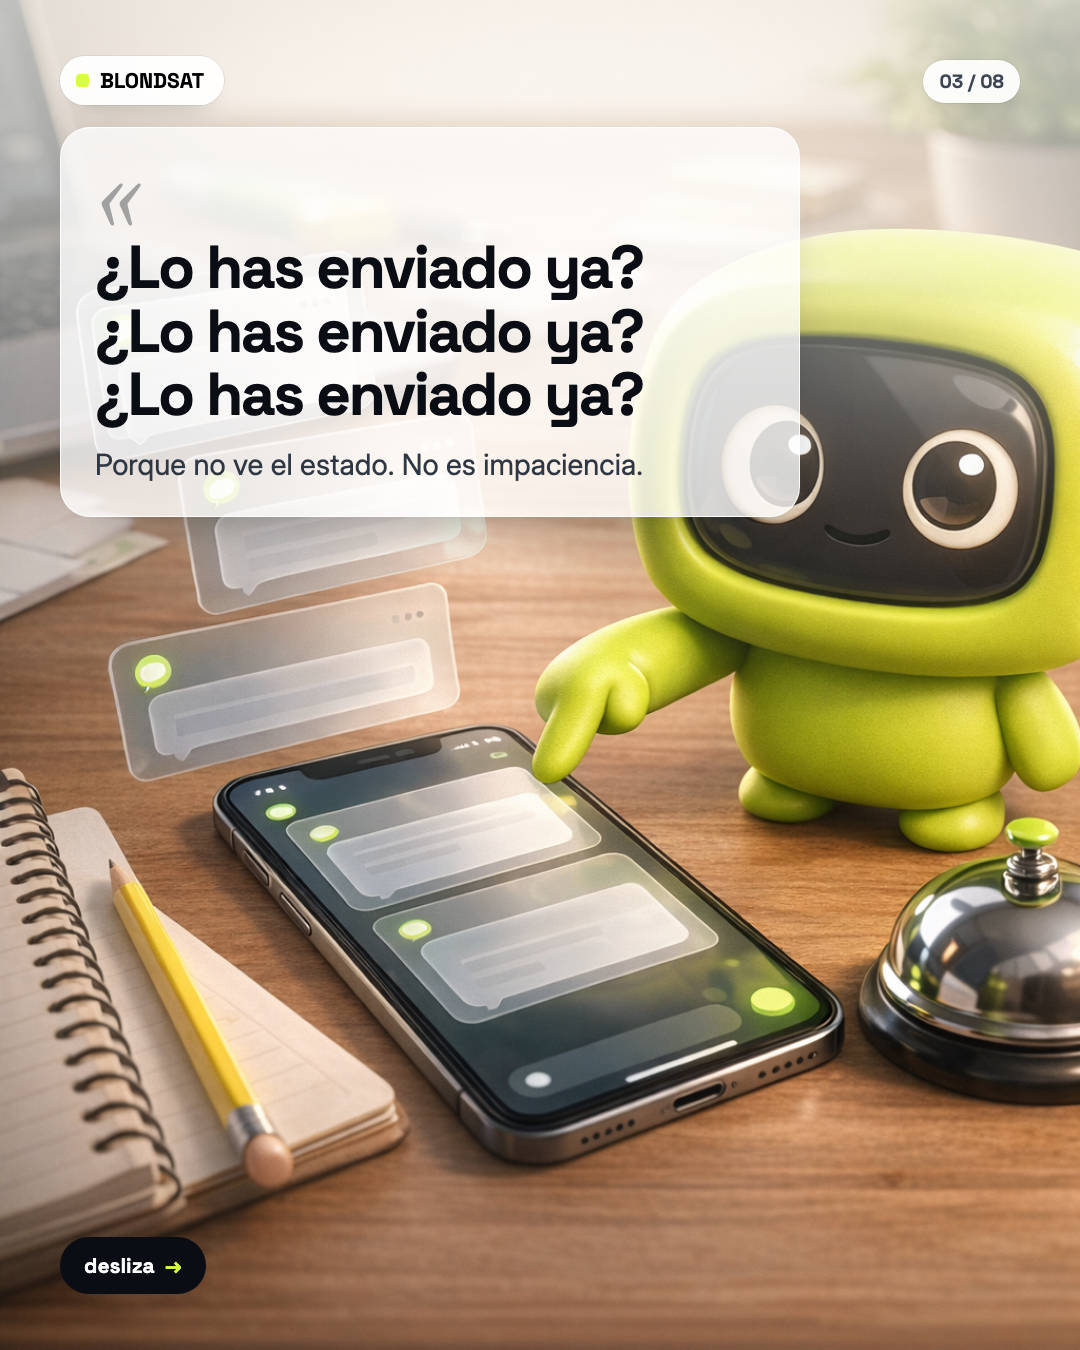 BLONDSAT
03 / 08
«
¿Lo has enviado ya?
¿Lo has enviado ya?
¿Lo has enviado ya?
Porque no ve el estado. No es impaciencia.
desliza →